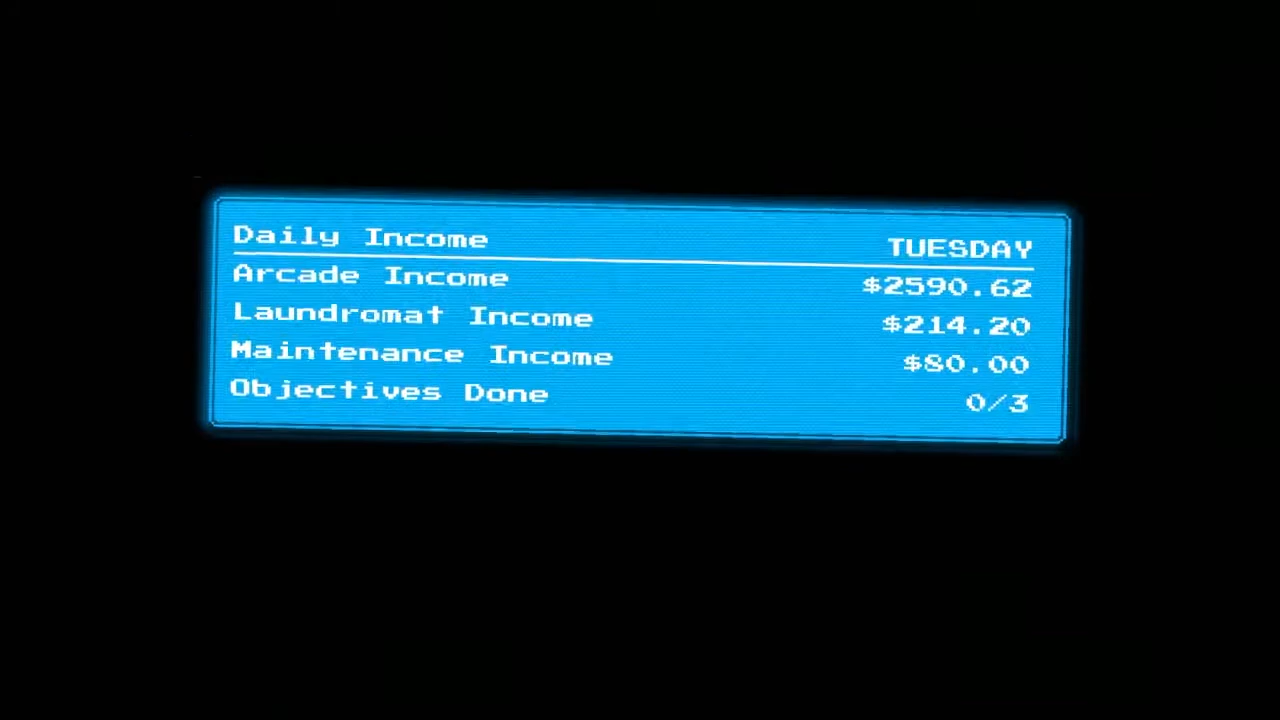 Daily Income TUESDAY
Arcade Income $2590.62
Laundromat Income $214.20
Maintenance Income $80.00
Objectives Done 0/3